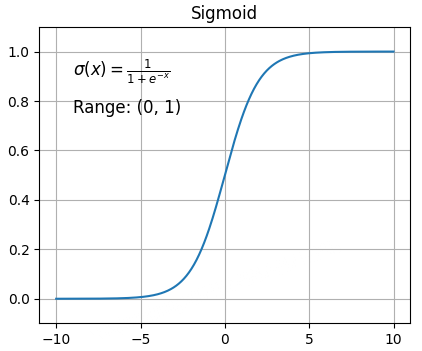 Sigmoid
σ(x) = 1/(1 + e^{-x})
Range: (0, 1)
1.0
0.8
0.6
0.4
0.2
0.0
−10 −5 0 5 10